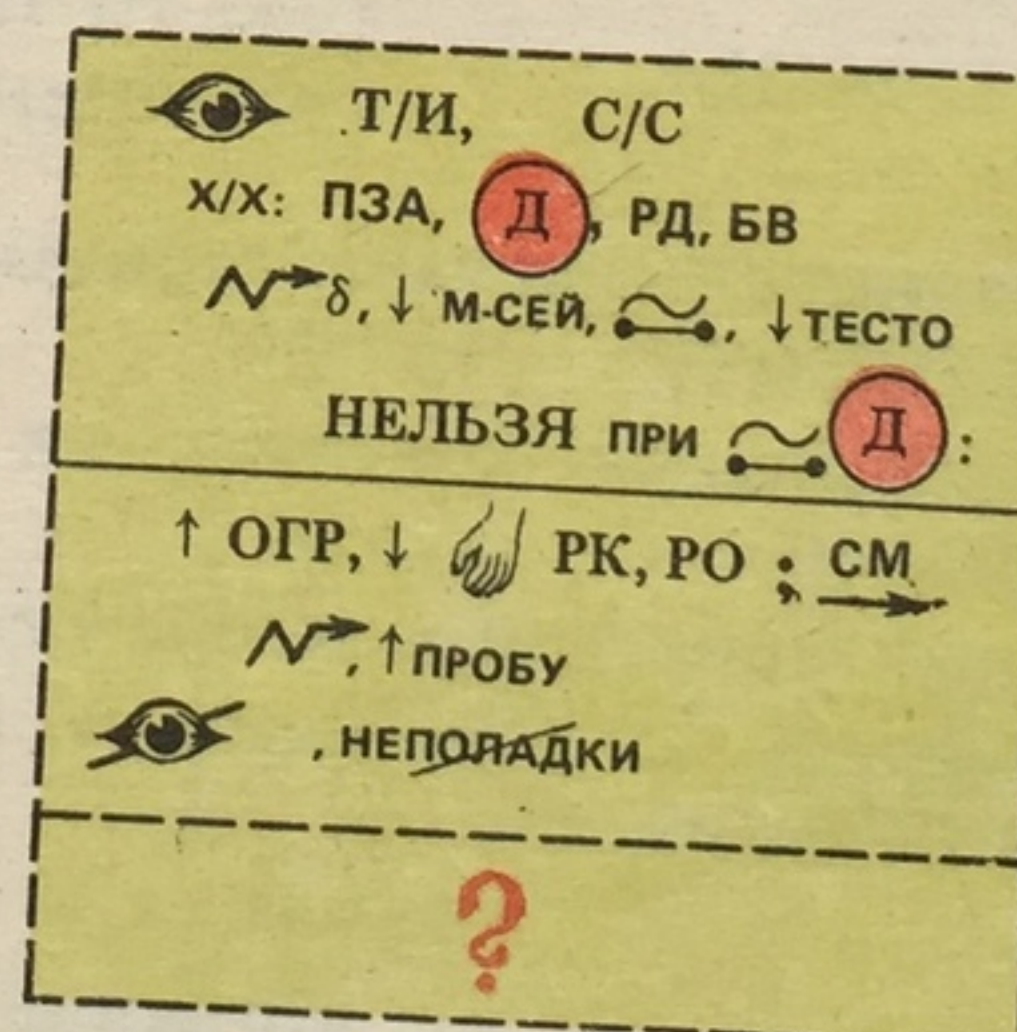 Т/И, С/С
Х/Х: ПЗА, Д, РД, БВ
δ, ↓ М-СЕЙ, , ↓ ТЕСТО
НЕЛЬЗЯ ПРИ Д :
↑ ОГР, ↓ РК, РО ; СМ
, ↑ ПРОБУ
, НЕПОЛАДКИ
?